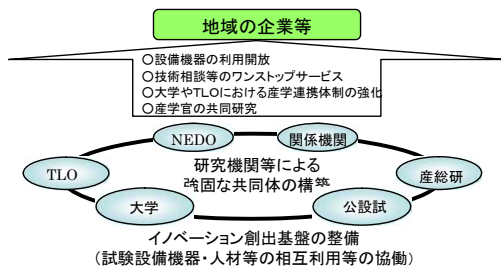 地域の企業等
○設備機器の利用開放
○技術相談等のワンストップサービス
○大学やTLOにおける産学連携体制の強化
○産学官の共同研究
NEDO
関係機関
TLO
研究機関等による
強固な共同体の構築
産総研
大学
公設試
イノベーション創出基盤の整備
(試験設備機器・人材等の相互利用等の協働)